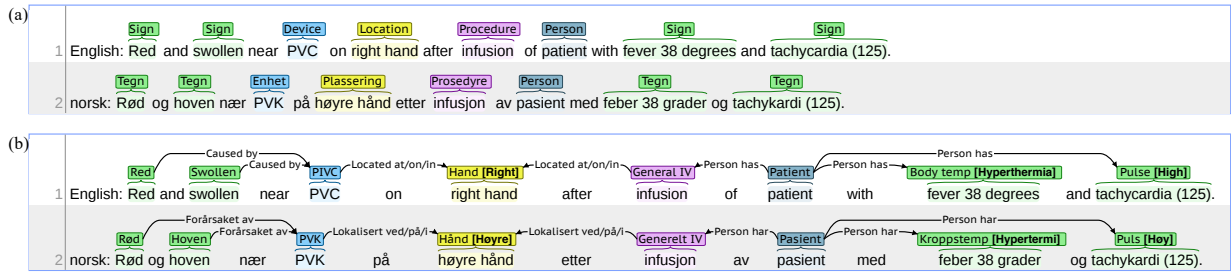 (a)
Sign Sign Device Location Procedure Person Sign Sign
1 English: Red and swollen near PVC on right hand after infusion of patient with fever 38 degrees and tachycardia (125).
Tegn Tegn Enhet Plassering Prosedyre Person Tegn Tegn
2 norsk: Rød og hoven nær PVK på høyre hånd etter infusjon av pasient med feber 38 grader og tachykardi (125).
(b)
Caused by Person has
Caused by Located at/on/in Located at/on/in Person has Person has
Red Swollen PIVC Hand [Right] General IV Patient Body temp [Hyperthermia] Pulse [High]
1 English: Red and swollen near PVC on right hand after infusion of patient with fever 38 degrees and tachycardia (125).
Forårsaket av Person har
Forårsaket av Lokalisert ved/på/i Lokalisert ved/på/i Person har Person har
Rød Hoven PVK Hånd [Høyre] Generelt IV Pasient Kroppstemp [Hypertermi] Puls [Høy]
2 norsk: Rød og hoven nær PVK på høyre hånd etter infusjon av pasient med feber 38 grader og tachykardi (125).